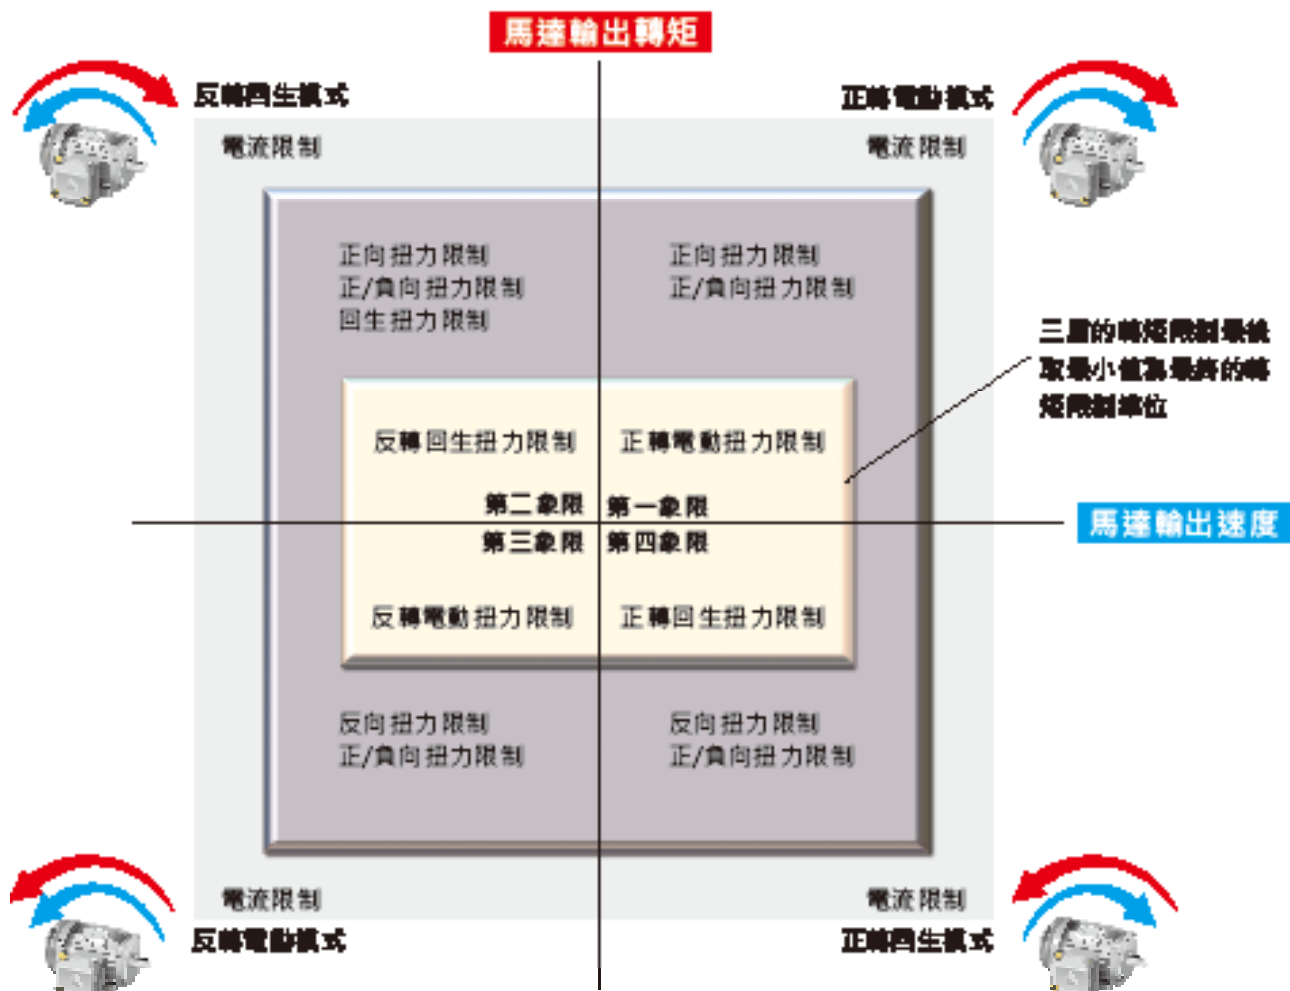 馬達輸出轉矩
反轉回生模式
正轉電動模式
電流限制
電流限制
正向扭力限制
正/負向扭力限制
回生扭力限制
正向扭力限制
正/負向扭力限制
三層的轉矩限制最後
取最小值為最終的轉
矩限制準位
反轉回生扭力限制
正轉電動扭力限制
第二象限
第一象限
馬達輸出速度
第三象限
第四象限
反轉電動扭力限制
正轉回生扭力限制
反向扭力限制
正/負向扭力限制
反向扭力限制
正/負向扭力限制
電流限制
電流限制
反轉電動模式
正轉回生模式